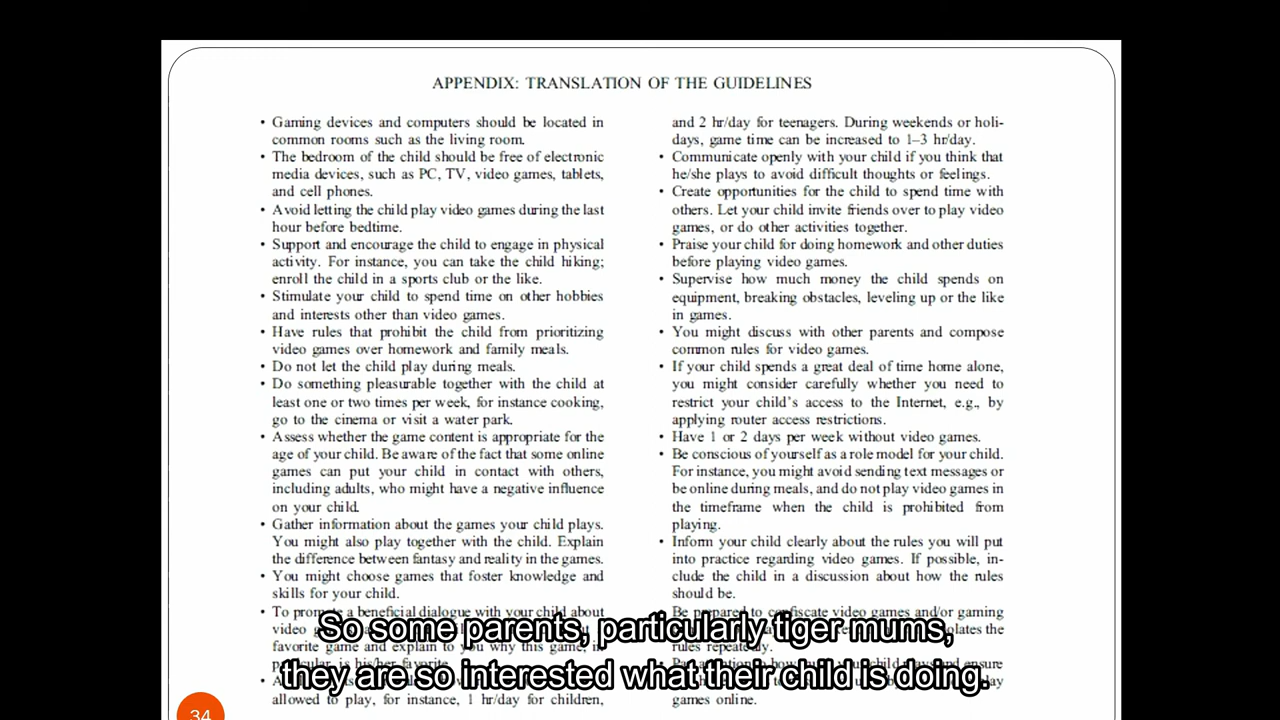 APPENDIX: TRANSLATION OF THE GUIDELINES
• Gaming devices and computers should be located in
common rooms such as the living room.
• The bedroom of the child should be free of electronic
media devices, such as PC, TV, video games, tablets,
and cell phones.
• Avoid letting the child play video games during the last
hour before bedtime.
• Support and encourage the child to engage in physical
activity. For instance, you can take the child hiking;
enroll the child in a sports club or the like.
• Stimulate your child to spend time on other hobbies
and interests other than video games.
• Have rules that prohibit the child from prioritizing
video games over homework and family meals.
• Do not let the child play during meals.
• Do something pleasurable together with the child at
least one or two times per week, for instance cooking,
go to the cinema or visit a water park.
• Assess whether the game content is appropriate for the
age of your child. Be aware of the fact that some online
games can put your child in contact with others,
including adults, who might have a negative influence
on your child.
• Gather information about the games your child plays.
You might also play together with the child. Explain
the difference between fantasy and reality in the games.
• You might choose games that foster knowledge and
skills for your child.
• To promote a beneficial dialogue with your child about
video
favorite game and explain to you why this game, in
particular, is his/her favorite.
allowed to play, for instance, 1 hr/day for children,
and 2 hr/day for teenagers. During weekends or holi-
days, game time can be increased to 1–3 hr/day.
• Communicate openly with your child if you think that
he/she plays to avoid difficult thoughts or feelings.
• Create opportunities for the child to spend time with
others. Let your child invite friends over to play video
games, or do other activities together.
• Praise your child for doing homework and other duties
before playing video games.
• Supervise how much money the child spends on
equipment, breaking obstacles, leveling up or the like
in games.
• You might discuss with other parents and compose
common rules for video games.
• If your child spends a great deal of time home alone,
you might consider carefully whether you need to
restrict your child's access to the Internet, e.g., by
applying router access restrictions.
• Have 1 or 2 days per week without video games.
• Be conscious of yourself as a role model for your child.
For instance, you might avoid sending text messages or
be online during meals, and do not play video games in
the timeframe when the child is prohibited from
playing.
• Inform your child clearly about the rules you will put
into practice regarding video games. If possible, in-
clude the child in a discussion about how the rules
should be.
Be prepared to confiscate video games and/or gaming
the
rules repeatedly.
ensure
play
games online.
So some parents, particularly tiger mums,
they are so interested what their child is doing.
34